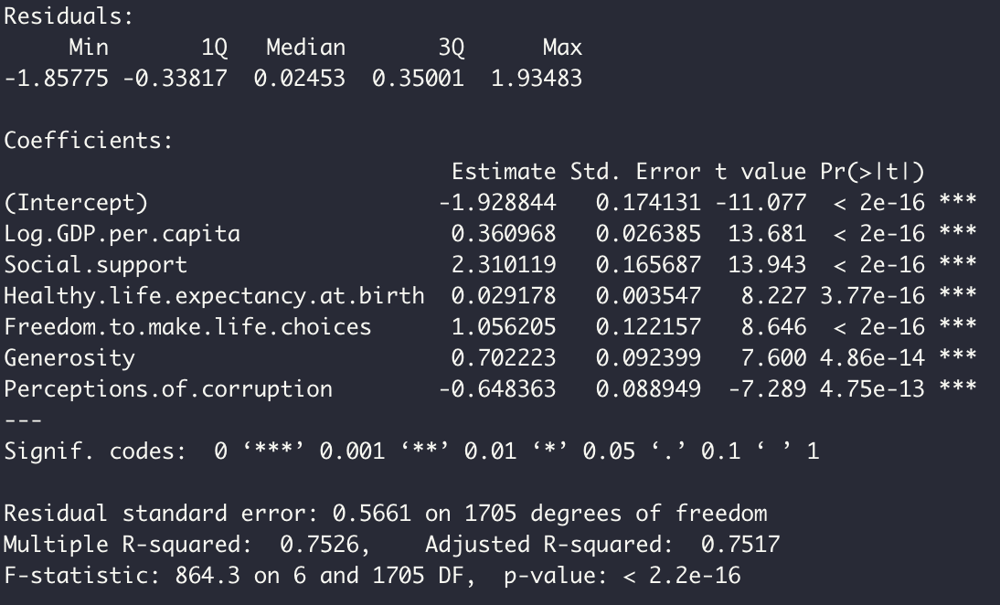 Residuals:
     Min       1Q   Median       3Q      Max
-1.85775 -0.33817  0.02453  0.35001  1.93483

Coefficients:
                                  Estimate Std. Error t value Pr(>|t|)
(Intercept)                      -1.928844   0.174131 -11.077  < 2e-16 ***
Log.GDP.per.capita                0.360968   0.026385  13.681  < 2e-16 ***
Social.support                    2.310119   0.165687  13.943  < 2e-16 ***
Healthy.life.expectancy.at.birth  0.029178   0.003547   8.227 3.77e-16 ***
Freedom.to.make.life.choices      1.056205   0.122157   8.646  < 2e-16 ***
Generosity                        0.702223   0.092399   7.600 4.86e-14 ***
Perceptions.of.corruption        -0.648363   0.088949  -7.289 4.75e-13 ***
---
Signif. codes:  0 ‘***’ 0.001 ‘**’ 0.01 ‘*’ 0.05 ‘.’ 0.1 ‘ ’ 1

Residual standard error: 0.5661 on 1705 degrees of freedom
Multiple R-squared:  0.7526,    Adjusted R-squared:  0.7517
F-statistic: 864.3 on 6 and 1705 DF,  p-value: < 2.2e-16